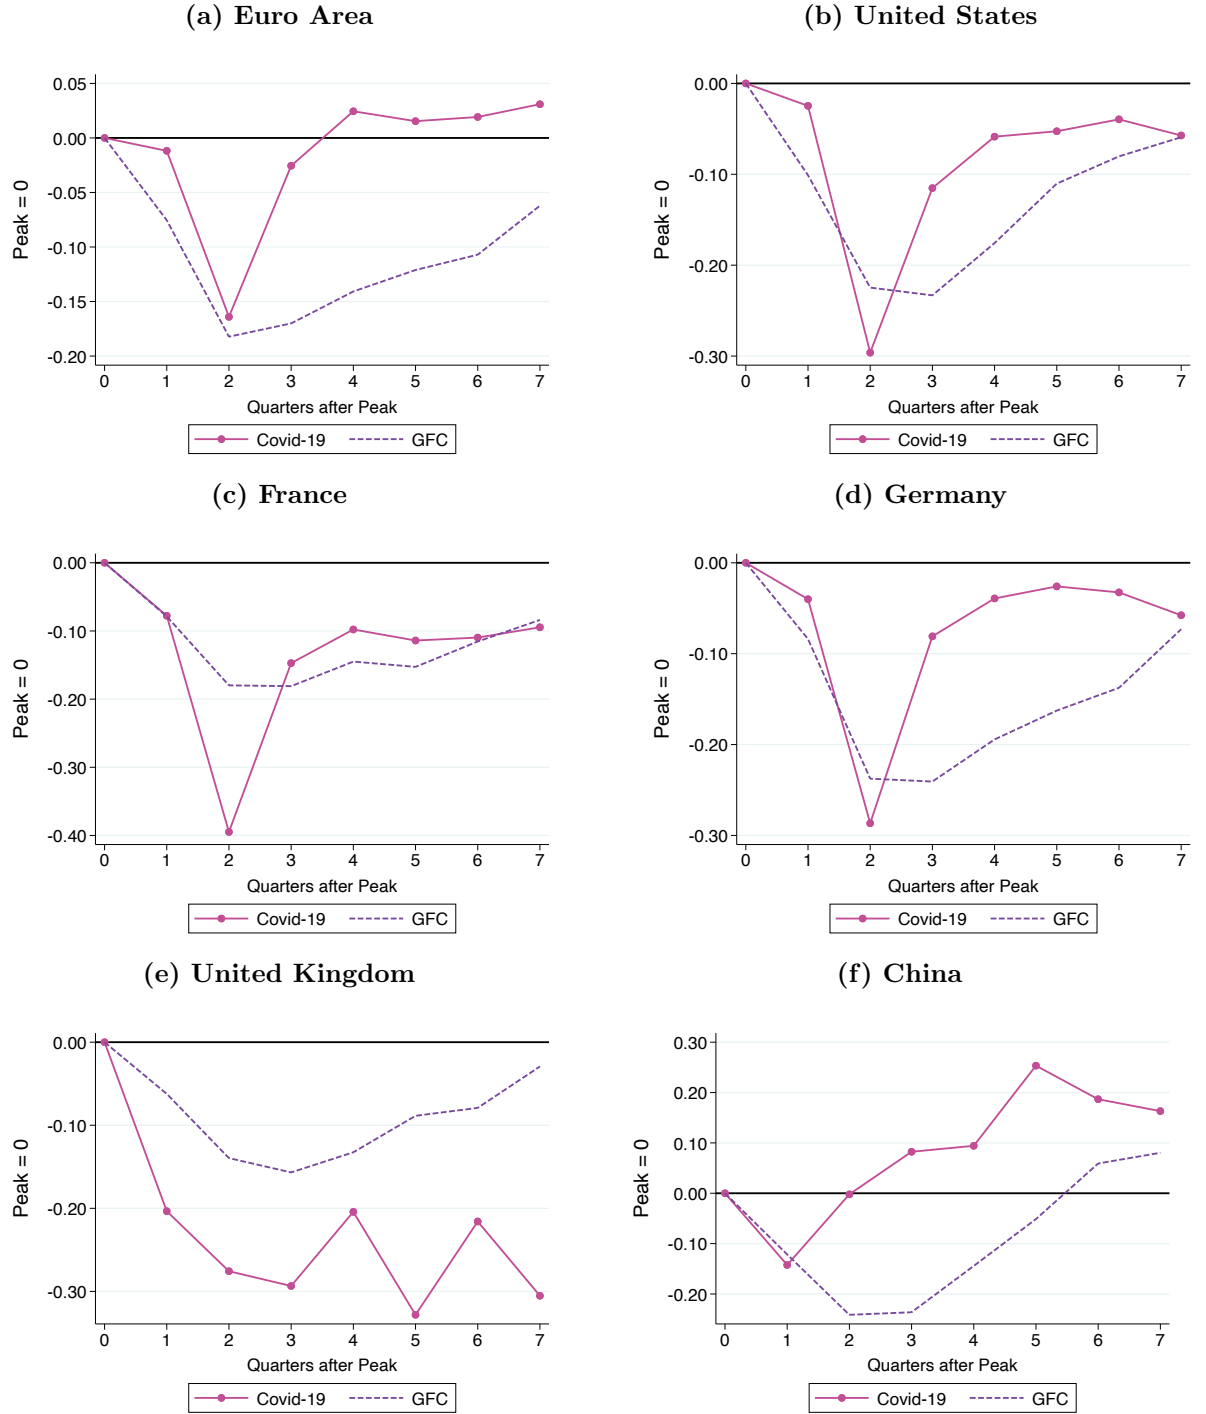 (a) Euro Area
0.05
0.00
-0.05
-0.10
-0.15
-0.20
Peak = 0
0 1 2 3 4 5 6 7
Quarters after Peak
Covid-19 GFC
(b) United States
0.00
-0.10
-0.20
-0.30
Peak = 0
0 1 2 3 4 5 6 7
Quarters after Peak
Covid-19 GFC
(c) France
0.00
-0.10
-0.20
-0.30
-0.40
Peak = 0
0 1 2 3 4 5 6 7
Quarters after Peak
Covid-19 GFC
(d) Germany
0.00
-0.10
-0.20
-0.30
Peak = 0
0 1 2 3 4 5 6 7
Quarters after Peak
Covid-19 GFC
(e) United Kingdom
0.00
-0.10
-0.20
-0.30
Peak = 0
0 1 2 3 4 5 6 7
Quarters after Peak
Covid-19 GFC
(f) China
0.30
0.20
0.10
0.00
-0.10
-0.20
Peak = 0
0 1 2 3 4 5 6 7
Quarters after Peak
Covid-19 GFC